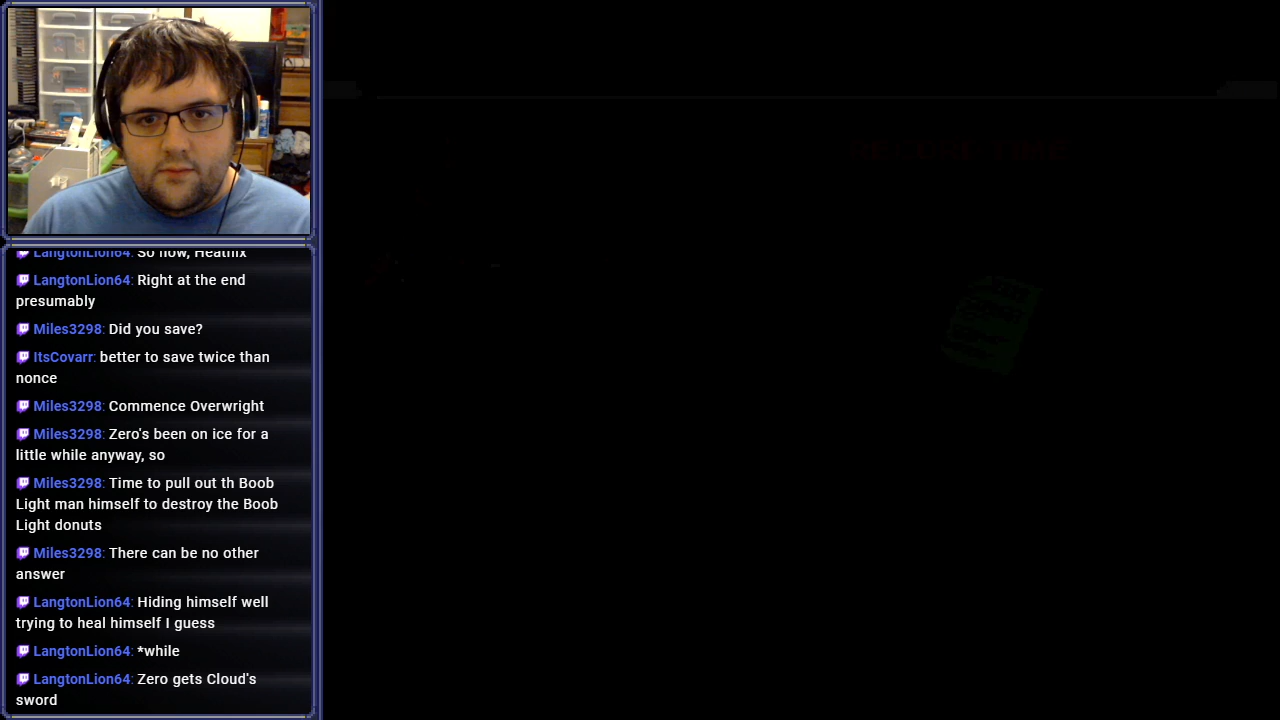 LangtonLion64: So now, Heatnix
LangtonLion64: Right at the end
presumably
Miles3298: Did you save?
ItsCovarr: better to save twice than
nonce
Miles3298: Commence Overwright
Miles3298: Zero's been on ice for a
little while anyway, so
Miles3298: Time to pull out th Boob
Light man himself to destroy the Boob
Light donuts
Miles3298: There can be no other
answer
LangtonLion64: Hiding himself well
trying to heal himself I guess
LangtonLion64: *while
LangtonLion64: Zero gets Cloud's
sword